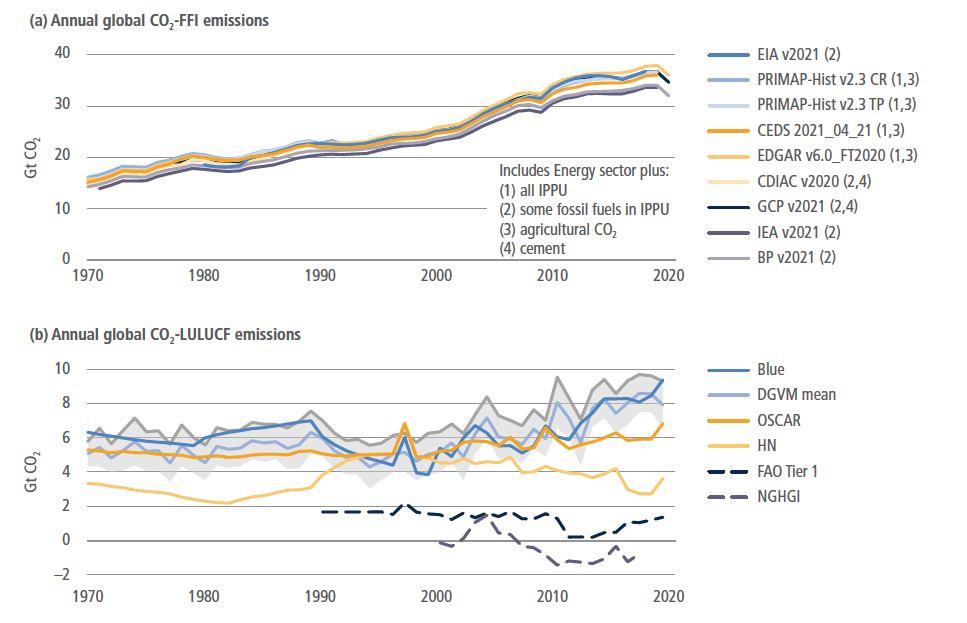 (a) Annual global CO₂-FFI emissions
Gt CO₂
40
30
20
10
0
1970
1980
1990
2000
2010
2020
Includes Energy sector plus:
(1) all IPPU
(2) some fossil fuels in IPPU
(3) agricultural CO₂
(4) cement
EIA v2021 (2)
PRIMAP-Hist v2.3 CR (1,3)
PRIMAP-Hist v2.3 TP (1,3)
CEDS 2021_04_21 (1,3)
EDGAR v6.0_FT2020 (1,3)
CDIAC v2020 (2,4)
GCP v2021 (2,4)
IEA v2021 (2)
BP v2021 (2)
(b) Annual global CO₂-LULUCF emissions
Gt CO₂
10
8
6
4
2
0
–2
1970
1980
1990
2000
2010
2020
Blue
DGVM mean
OSCAR
HN
FAO Tier 1
NGHGI